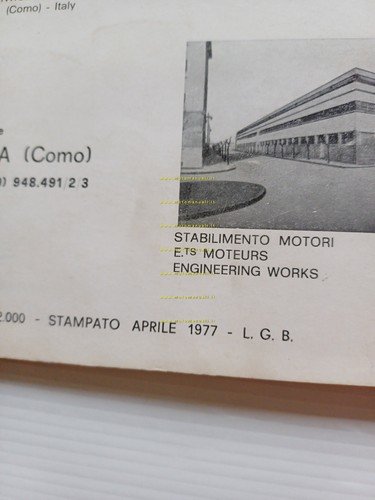 (Como) - Italy
A (Como)
948.491/2/3
STABILIMENTO MOTORI
E.TS MOTEURS
ENGINEERING WORKS
2.000 - STAMPATO APRILE 1977 - L. G. B.